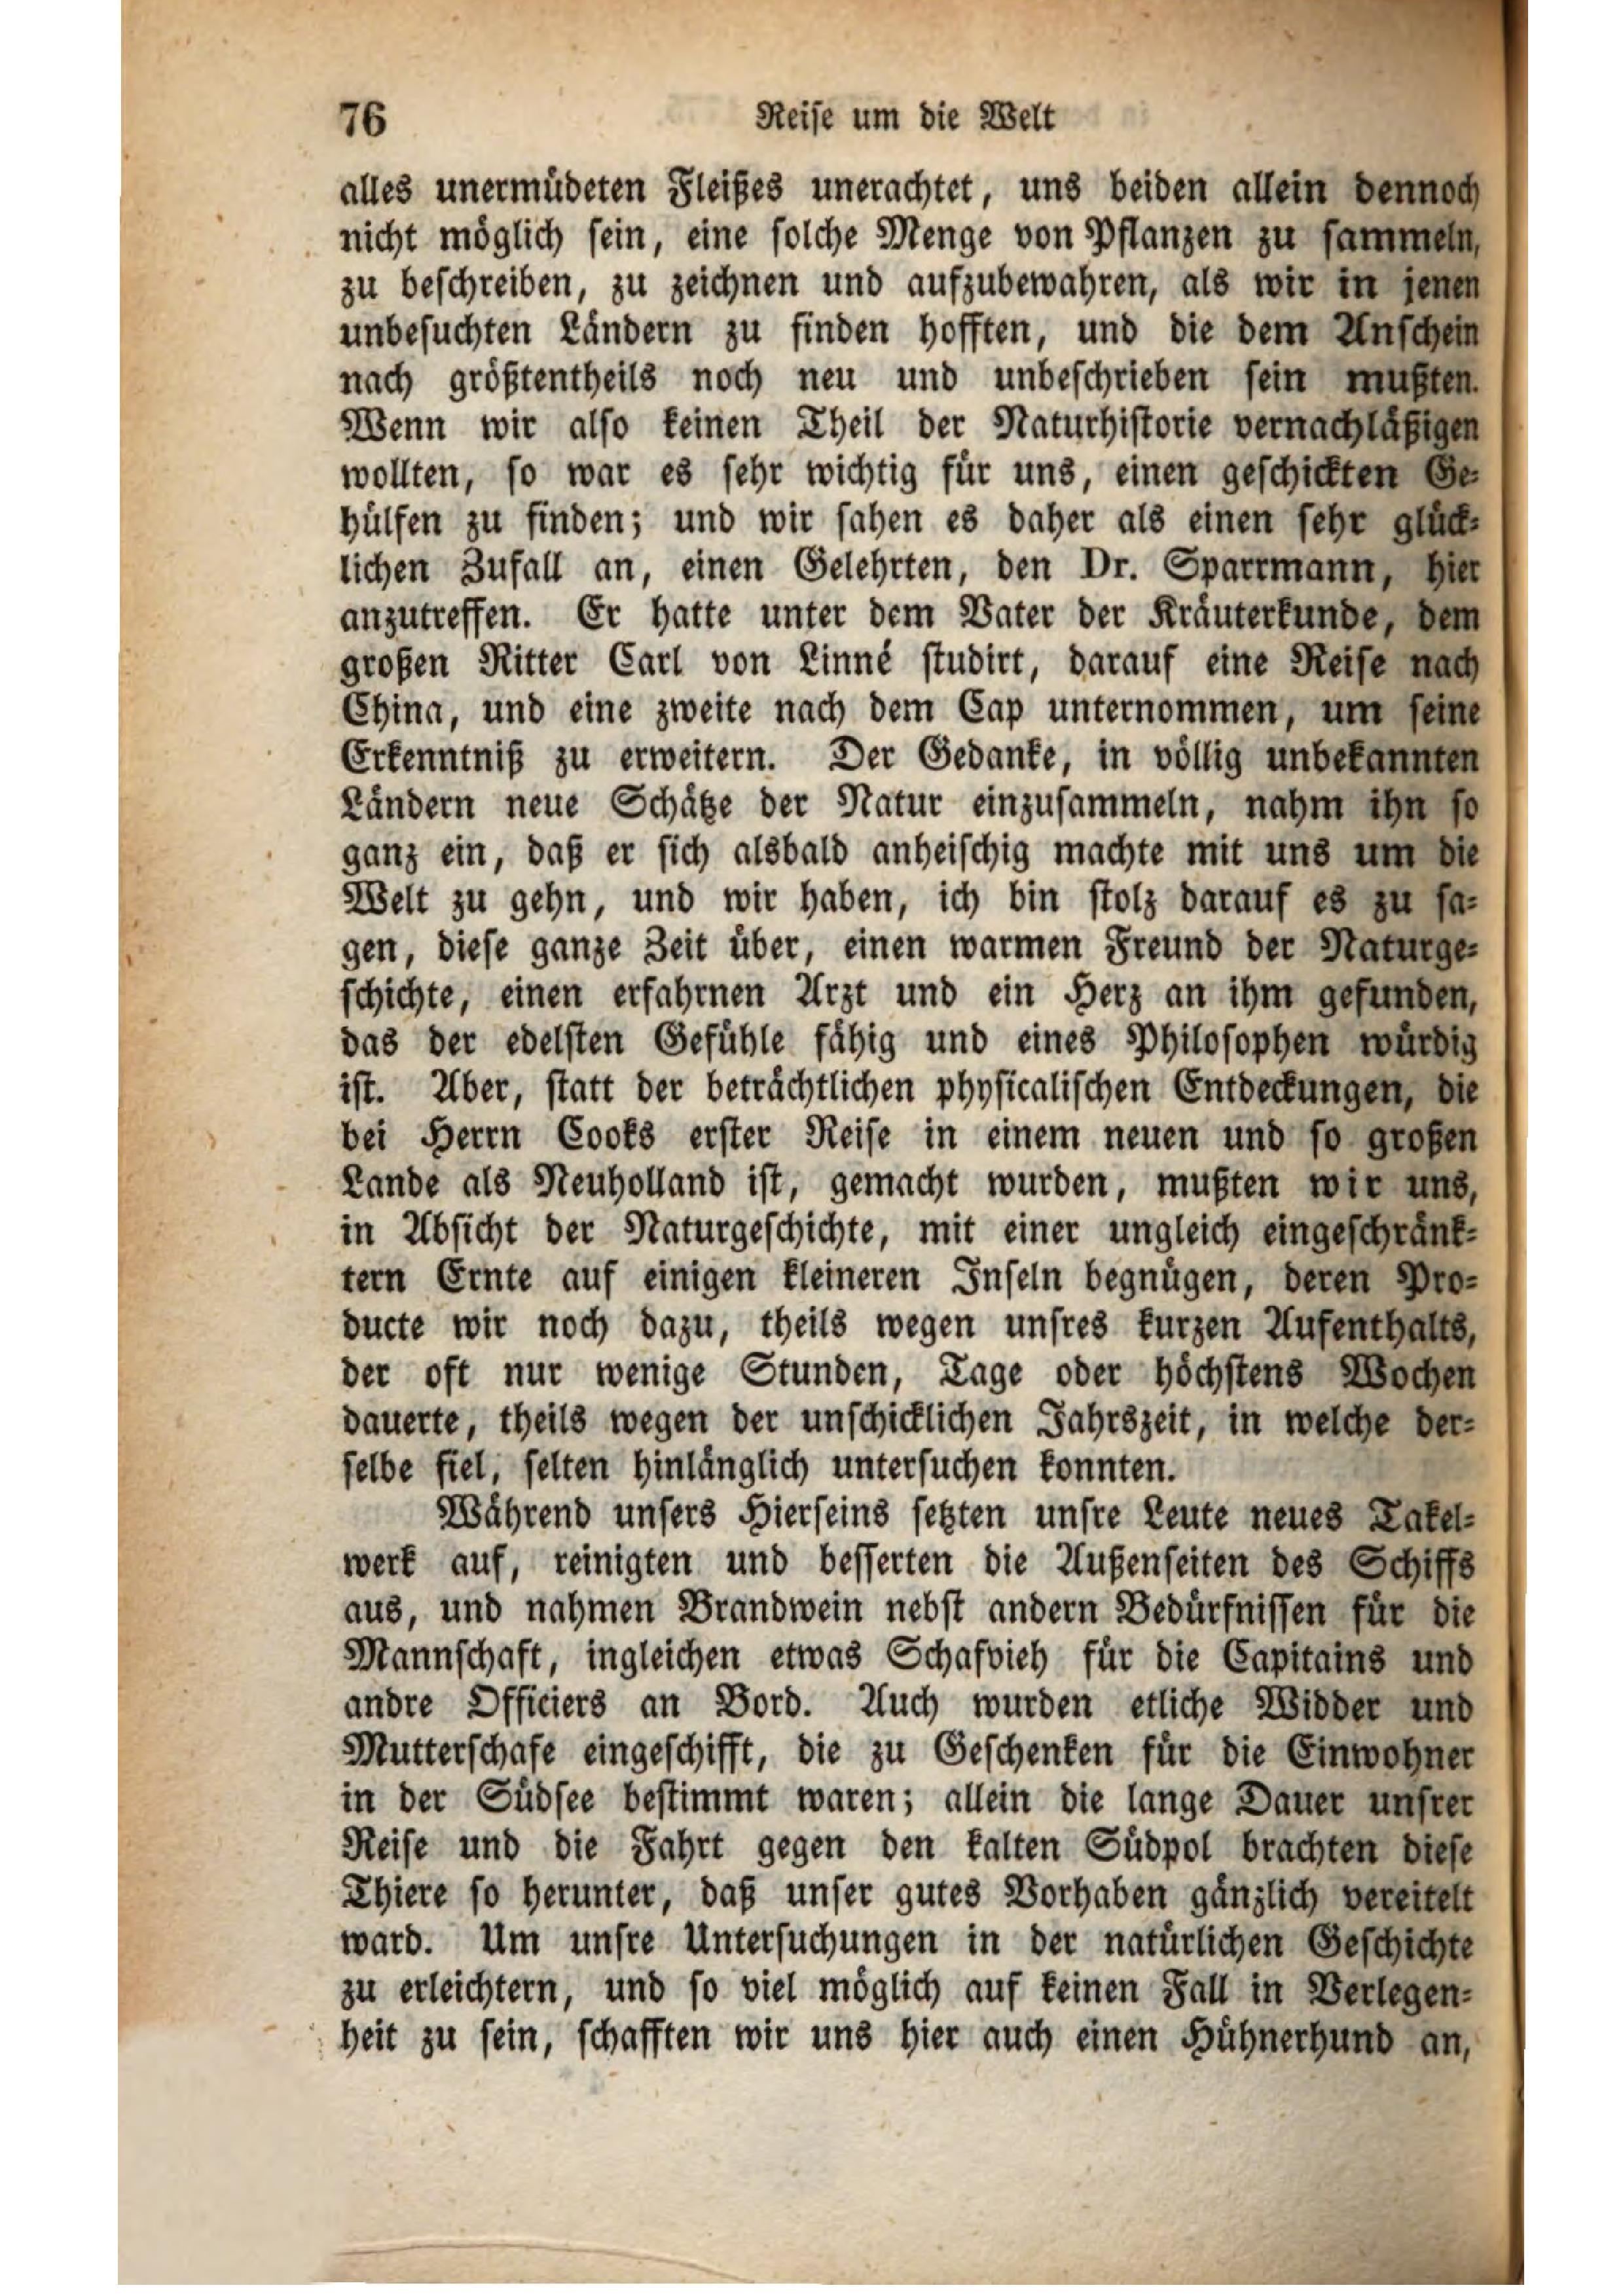 76 Reise um die Welt
alles unermüdeten Fleißes unerachtet, uns beiden allein dennoch
nicht möglich sein, eine solche Menge von Pflanzen zu sammeln,
zu beschreiben, zu zeichnen und aufzubewahren, als wir in jenen
unbesuchten Ländern zu finden hofften, und die dem Anschein
nach größtentheils noch neu und unbeschrieben sein mußten.
Wenn wir also keinen Theil der Naturhistorie vernachläßigen
wollten, so war es sehr wichtig für uns, einen geschickten Ge-
hülfen zu finden; und wir sahen es daher als einen sehr glück-
lichen Zufall an, einen Gelehrten, den Dr. Sparrmann, hier
anzutreffen. Er hatte unter dem Vater der Kräuterkunde, dem
großen Ritter Carl von Linné studirt, darauf eine Reise nach
China, und eine zweite nach dem Cap unternommen, um seine
Erkenntniß zu erweitern. Der Gedanke, in völlig unbekannten
Ländern neue Schätze der Natur einzusammeln, nahm ihn so
ganz ein, daß er sich alsbald anheischig machte mit uns um die
Welt zu gehn, und wir haben, ich bin stolz darauf es zu sa-
gen, diese ganze Zeit über, einen warmen Freund der Naturge-
schichte, einen erfahrnen Arzt und ein Herz an ihm gefunden,
das der edelsten Gefühle fähig und eines Philosophen würdig
ist. Aber, statt der beträchtlichen physicalischen Entdeckungen, die
bei Herrn Cooks erster Reise in einem neuen und so großen
Lande als Neuholland ist, gemacht wurden, mußten wir uns,
in Absicht der Naturgeschichte, mit einer ungleich eingeschränk-
tern Ernte auf einigen kleineren Inseln begnügen, deren Pro-
ducte wir noch dazu, theils wegen unsres kurzen Aufenthalts,
der oft nur wenige Stunden, Tage oder höchstens Wochen
dauerte, theils wegen der unschicklichen Jahrszeit, in welche der-
selbe fiel, selten hinlänglich untersuchen konnten.
Während unsers Hierseins setzten unsre Leute neues Takel-
werk auf, reinigten und besserten die Außenseiten des Schiffs
aus, und nahmen Brandwein nebst andern Bedürfnissen für die
Mannschaft, ingleichen etwas Schafvieh für die Capitains und
andre Officiers an Bord. Auch wurden etliche Widder und
Mutterschafe eingeschifft, die zu Geschenken für die Einwohner
in der Südsee bestimmt waren; allein die lange Dauer unsrer
Reise und die Fahrt gegen den kalten Südpol brachten diese
Thiere so herunter, daß unser gutes Vorhaben gänzlich vereitelt
ward. Um unsre Untersuchungen in der natürlichen Geschichte
zu erleichtern, und so viel möglich auf keinen Fall in Verlegen-
heit zu sein, schafften wir uns hier auch einen Hühnerhund an,